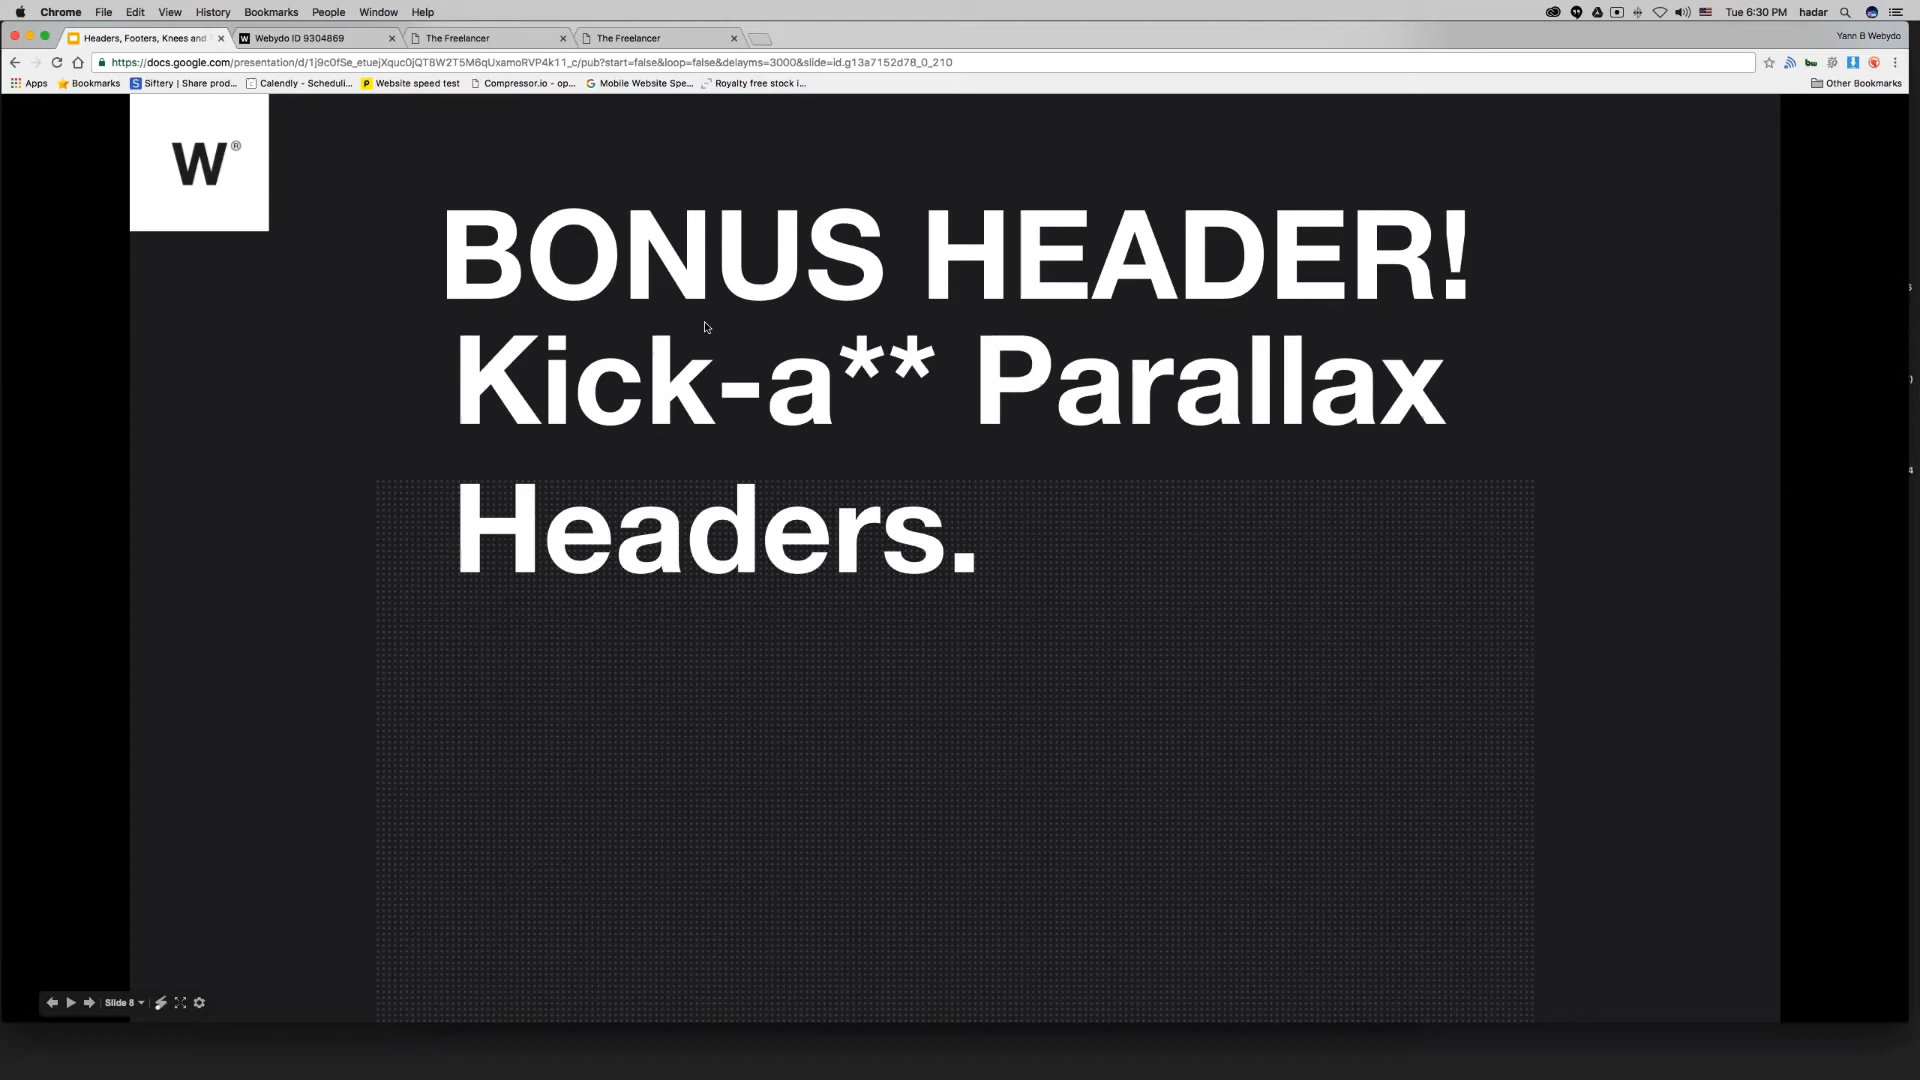 Chrome File Edit View History Bookmarks People Window Help Tue 6:30 PM hadar
Headers, Footers, Knees and Webydo ID 9304869 The Freelancer The Freelancer Yann B Webydo
https://docs.google.com/presentation/d/1j9c0fSe_etuejXquc0jQT8W2T5M6qUxamoRVP4k11_c/pub?start=false&loop=false&delayms=3000&slide=id.g13a7152d78_0_210
Apps Bookmarks Siftery | Share prod... Calendly - Scheduli... Website speed test Compressor.io - op... Mobile Website Spe... Royalty free stock i... Other Bookmarks
W®
BONUS HEADER!
Kick-a** Parallax
Headers.
Slide 8